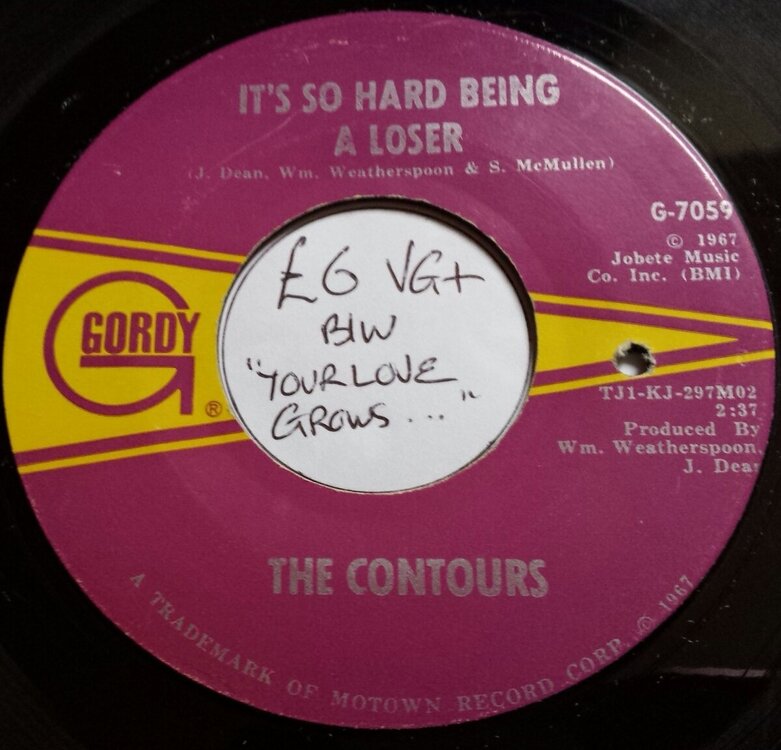 IT'S SO HARD BEING
A LOSER
(J. Dean, Wm. Weatherspoon & S. McMullen)
G-7059
© 1967
Jobete Music
Co. Inc. (BMI)
GORDY
®
£6 VG+
B/W
"YOUR LOVE
GROWS ..."
TJ1-KJ-297M02
2:37
Produced By
Wm. Weatherspoon,
J. Dean
THE CONTOURS
A TRADEMARK OF MOTOWN RECORD CORP. © 1967